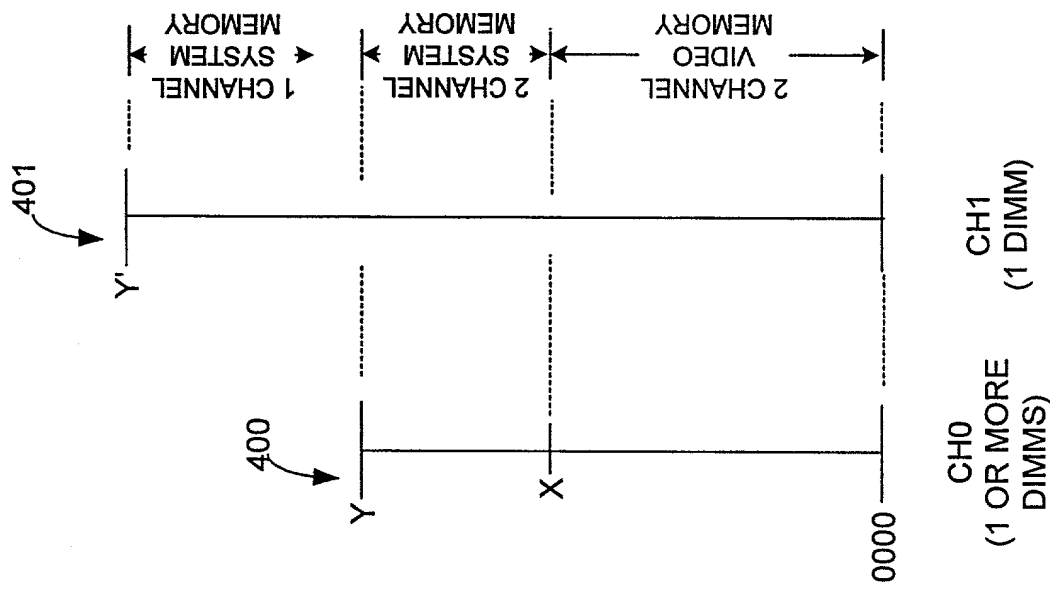 401
Y'
1 CHANNEL
SYSTEM
MEMORY
400
Y
2 CHANNEL
SYSTEM
MEMORY
X
2 CHANNEL
VIDEO
MEMORY
0000
CH0
(1 OR MORE
DIMMS)
CH1
(1 DIMM)